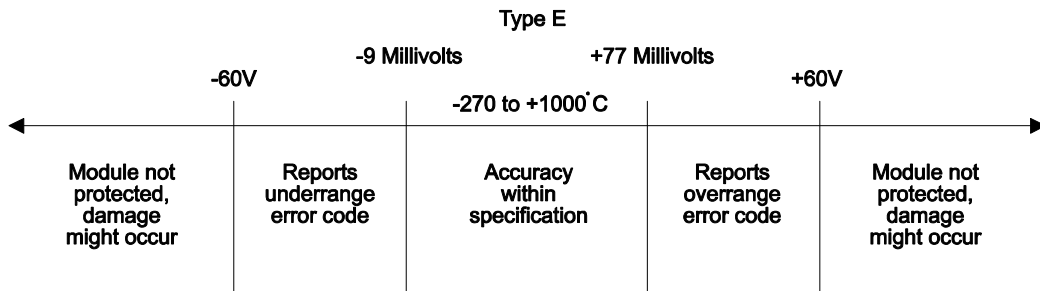 Type E
-9 Millivolts
+77 Millivolts
-60V
+60V
-270 to +1000°C
Module not
protected,
damage
might occur
Reports
underrange
error code
Accuracy
within
specification
Reports
overrange
error code
Module not
protected,
damage
might occur